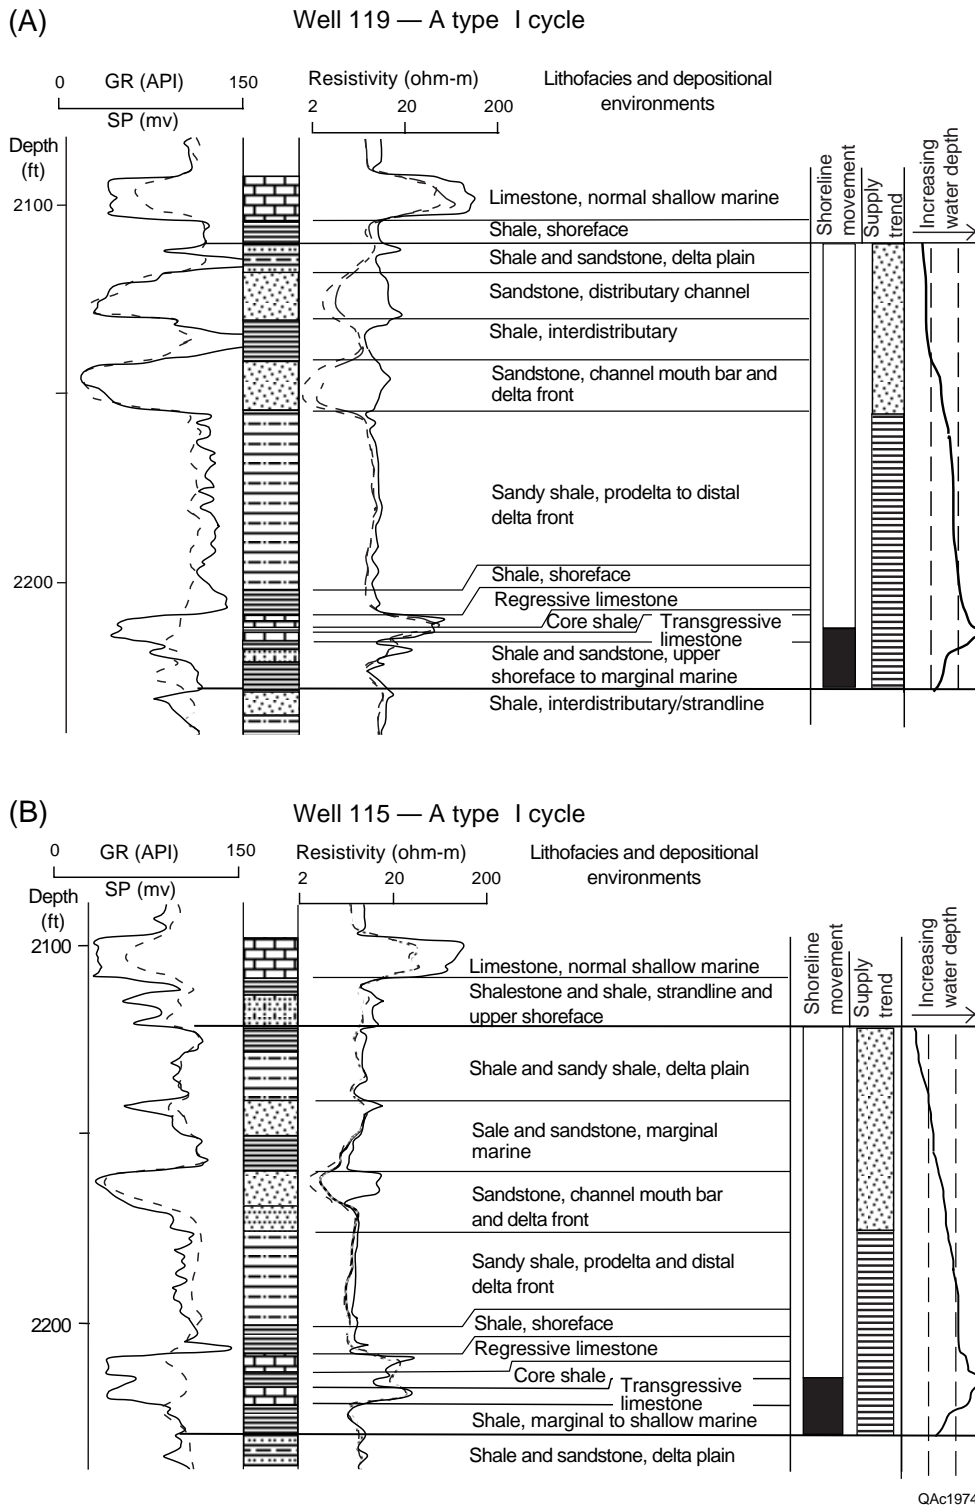 (A)
Well 119 — A type I cycle
0 GR (API) 150
SP (mv)
Resistivity (ohm-m)
2 20 200
Lithofacies and depositional
environments
Depth
(ft)
2100
2200
Shoreline
movement
Supply
trend
Increasing
water depth
Limestone, normal shallow marine
Shale, shoreface
Shale and sandstone, delta plain
Sandstone, distributary channel
Shale, interdistributary
Sandstone, channel mouth bar and
delta front
Sandy shale, prodelta to distal
delta front
Shale, shoreface
Regressive limestone
Core shale
Transgressive
limestone
Shale and sandstone, upper
shoreface to marginal marine
Shale, interdistributary/strandline
(B)
Well 115 — A type I cycle
0 GR (API) 150
SP (mv)
Resistivity (ohm-m)
2 20 200
Lithofacies and depositional
environments
Depth
(ft)
2100
2200
Shoreline
movement
Supply
trend
Increasing
water depth
Limestone, normal shallow marine
Shalestone and shale, strandline and
upper shoreface
Shale and sandy shale, delta plain
Sale and sandstone, marginal
marine
Sandstone, channel mouth bar
and delta front
Sandy shale, prodelta and distal
delta front
Shale, shoreface
Regressive limestone
Core shale
Transgressive
limestone
Shale, marginal to shallow marine
Shale and sandstone, delta plain
QAc1974